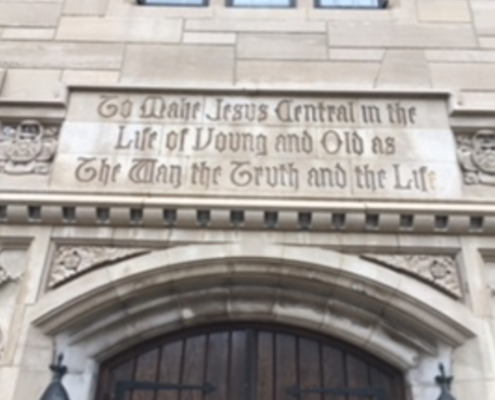 To Make Jesus Central in the
Life of Young and Old as
The Way the Truth and the Life